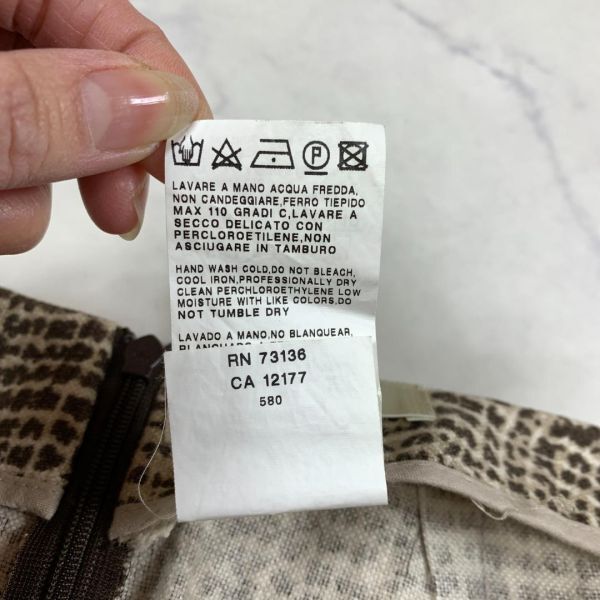 P
LAVARE A MANO ACQUA FREDDA,
NON CANDEGGIARE,FERRO TIEPIDO
MAX 110 GRADI C,LAVARE A
SECCO DELICATO CON
PERCLOROETILENE,NON
ASCIUGARE IN TAMBURO
HAND WASH COLD,DO NOT BLEACH,
COOL IRON,PROFESSIONALLY DRY
CLEAN PERCHLOROETHYLENE LOW
MOISTURE WITH LIKE COLORS,DO
NOT TUMBLE DRY
LAVADO A MANO,NO BLANQUEAR,
RN 73136
CA 12177
580